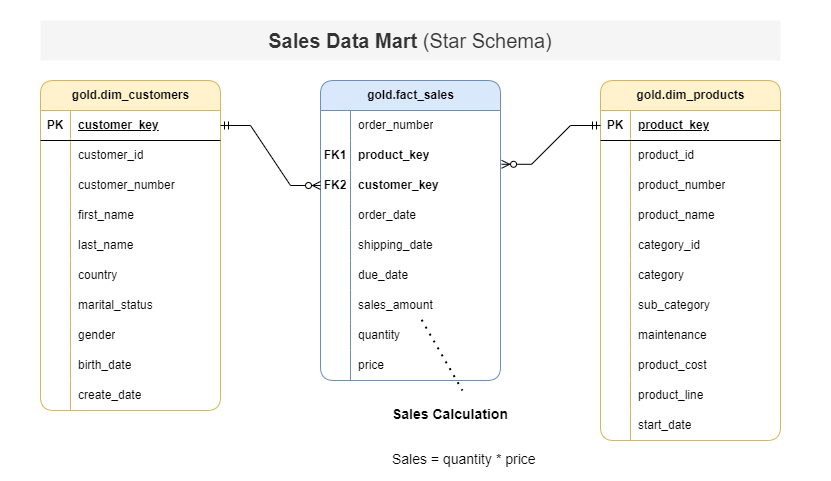 Sales Data Mart (Star Schema)
gold.dim_customers
PK customer_key
customer_id
customer_number
first_name
last_name
country
marital_status
gender
birth_date
create_date
gold.fact_sales
order_number
FK1 product_key
FK2 customer_key
order_date
shipping_date
due_date
sales_amount
quantity
price
Sales Calculation
Sales = quantity * price
gold.dim_products
PK product_key
product_id
product_number
product_name
category_id
category
sub_category
maintenance
product_cost
product_line
start_date